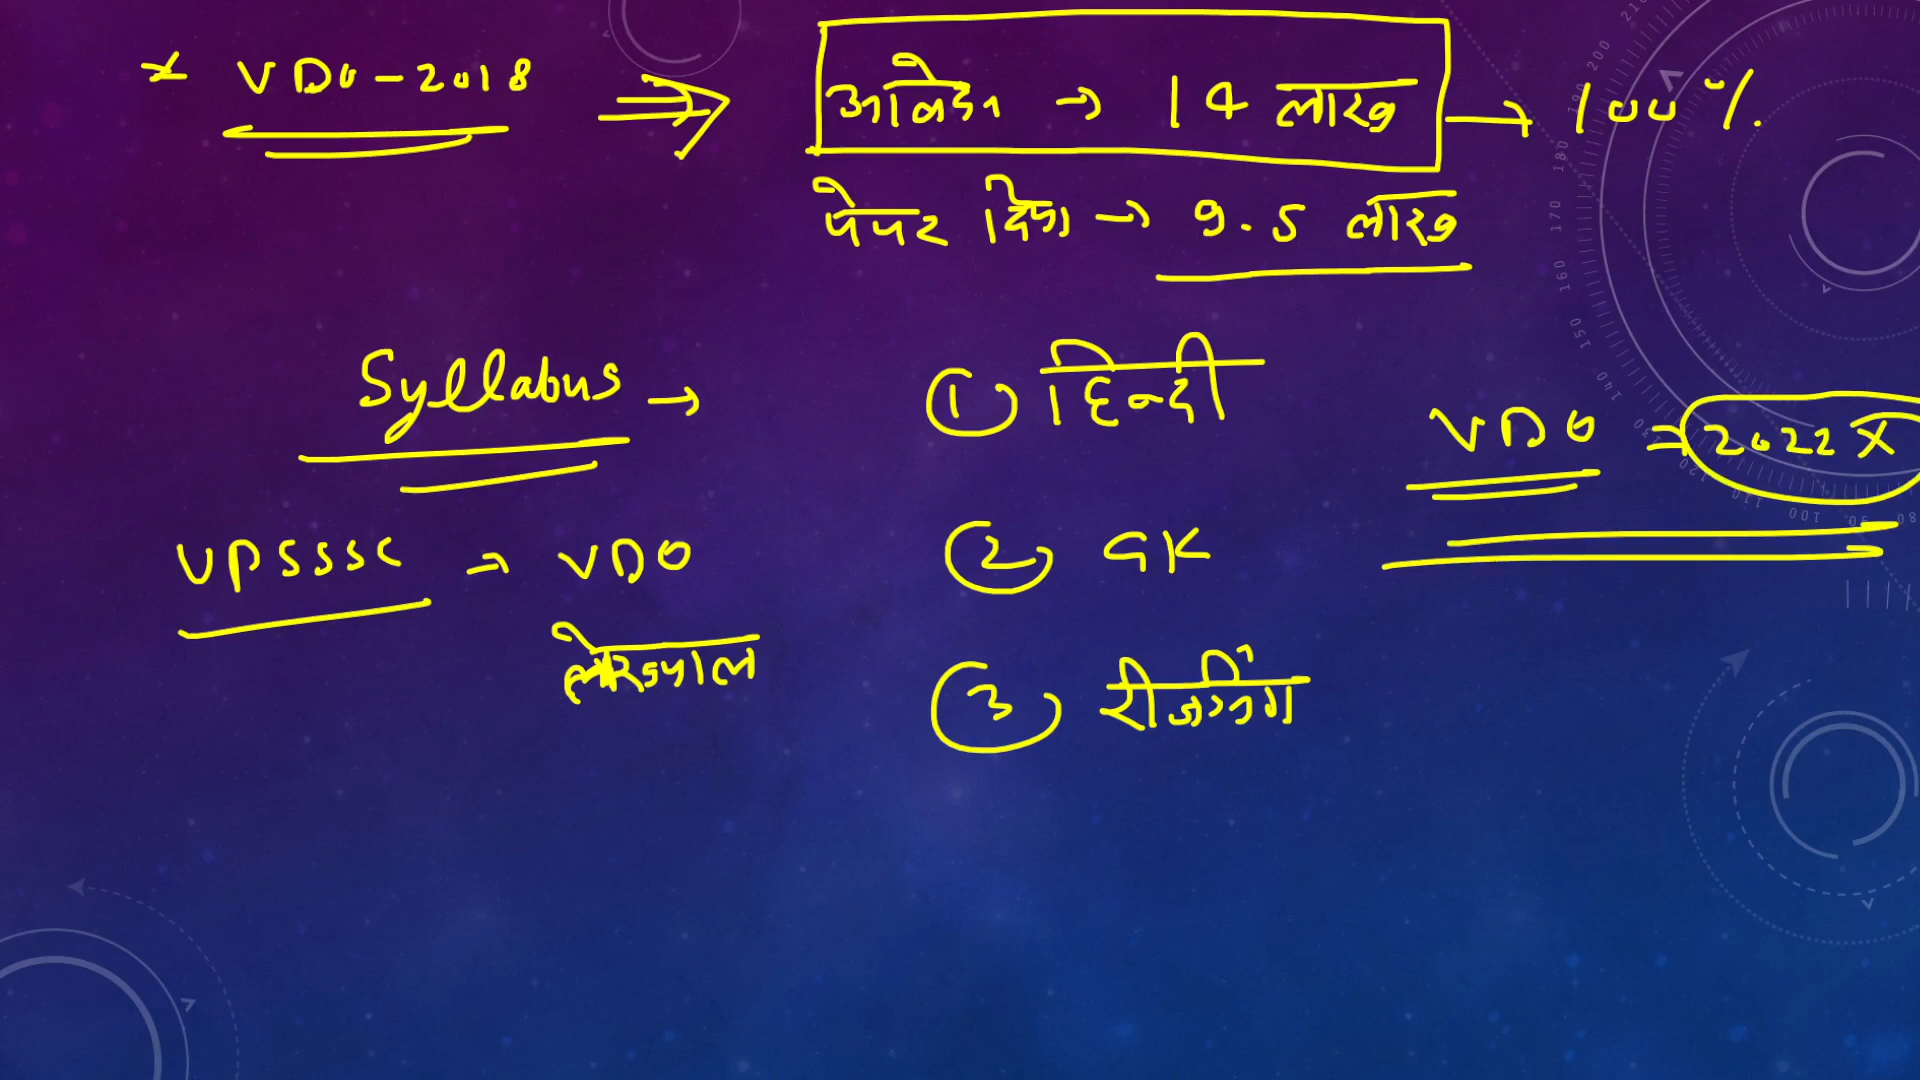 * VDO - 2018 ⇒ आवेदन → 14 लाख → 100 %.
पेपर दिया → 9.5 लाख
Syllabus → ① हिन्दी
VDO ⇒ 2022 X
UPSSSC → VDO ② GK
लेखपाल
③ रीजनिंग